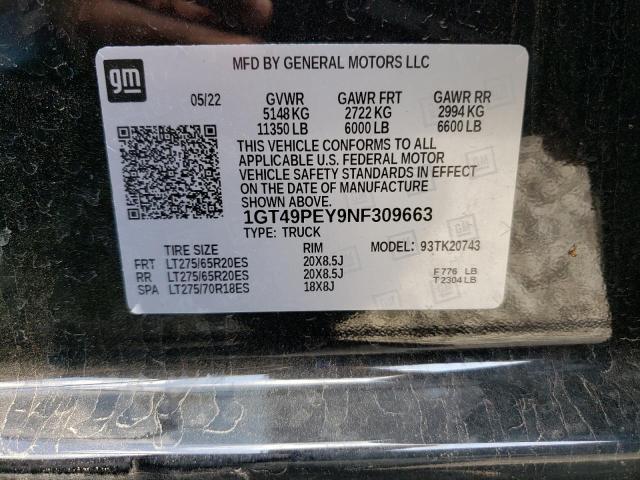 gm
MFD BY GENERAL MOTORS LLC
05/22 GVWR GAWR FRT GAWR RR
5148 KG 2722 KG 2994 KG
11350 LB 6000 LB 6600 LB
THIS VEHICLE CONFORMS TO ALL
APPLICABLE U.S. FEDERAL MOTOR
VEHICLE SAFETY STANDARDS IN EFFECT
ON THE DATE OF MANUFACTURE
SHOWN ABOVE.
1GT49PEY9NF309663
TYPE: TRUCK
TIRE SIZE RIM MODEL: 93TK20743
FRT LT275/65R20ES 20X8.5J
RR LT275/65R20ES 20X8.5J F 776 LB
SPA LT275/70R18ES 18X8J T 2304 LB